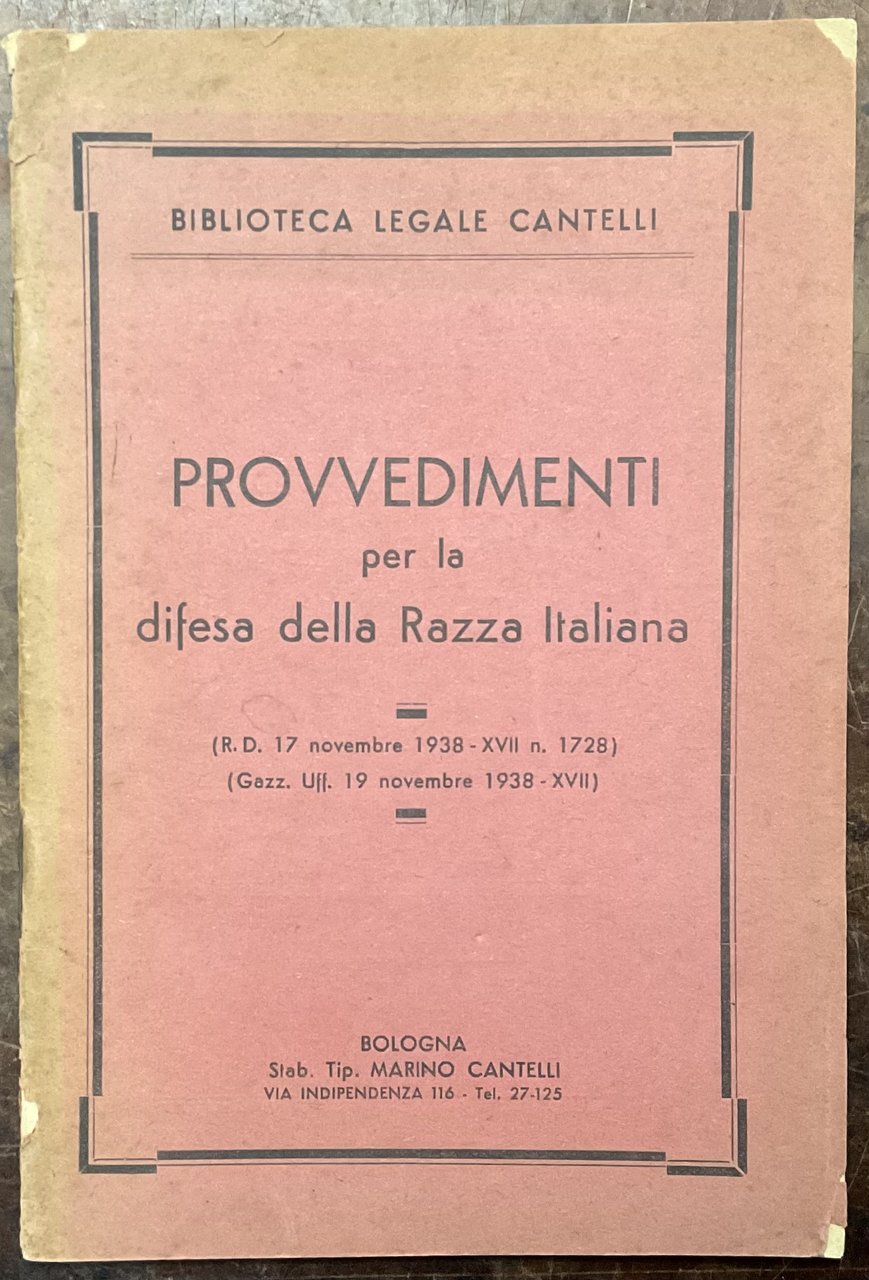 BIBLIOTECA LEGALE CANTELLI
PROVVEDIMENTI
per la
difesa della Razza Italiana
(R. D. 17 novembre 1938 - XVII n. 1728)
(Gazz. Uff. 19 novembre 1938 - XVII)
BOLOGNA
Stab. Tip. MARINO CANTELLI
VIA INDIPENDENZA 116 - Tel. 27-125